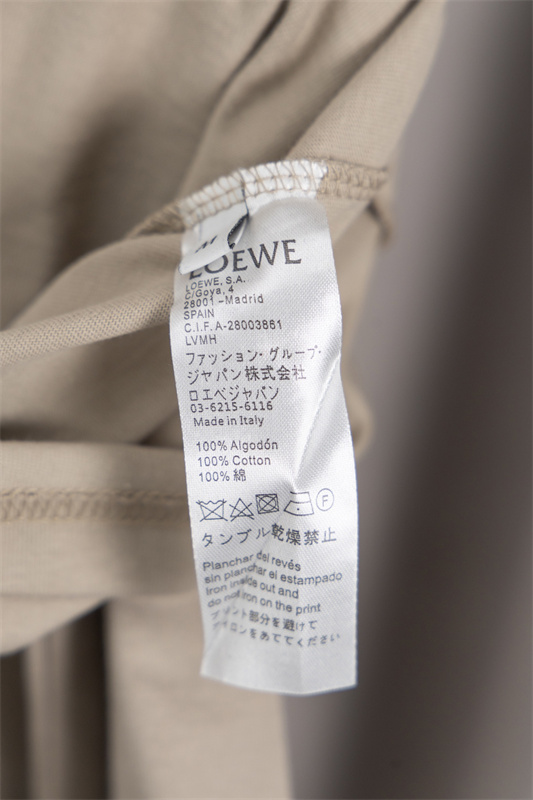 LOEWE
LOEWE, S.A.
C/Goya, 4
28001 -Madrid
SPAIN
C.I.F.A-28003861
LVMH
ファッション・グループ・
ジャパン株式会社
ロエベジャパン
03-6215-6116
Made in Italy
100% Algodón
100% Cotton
100% 綿
F
タンブル乾燥禁止
Planchar del revés
sin planchar el estampado
Iron inside out and
do not iron on the print
プリント部分を避けて
アイロンをあててください